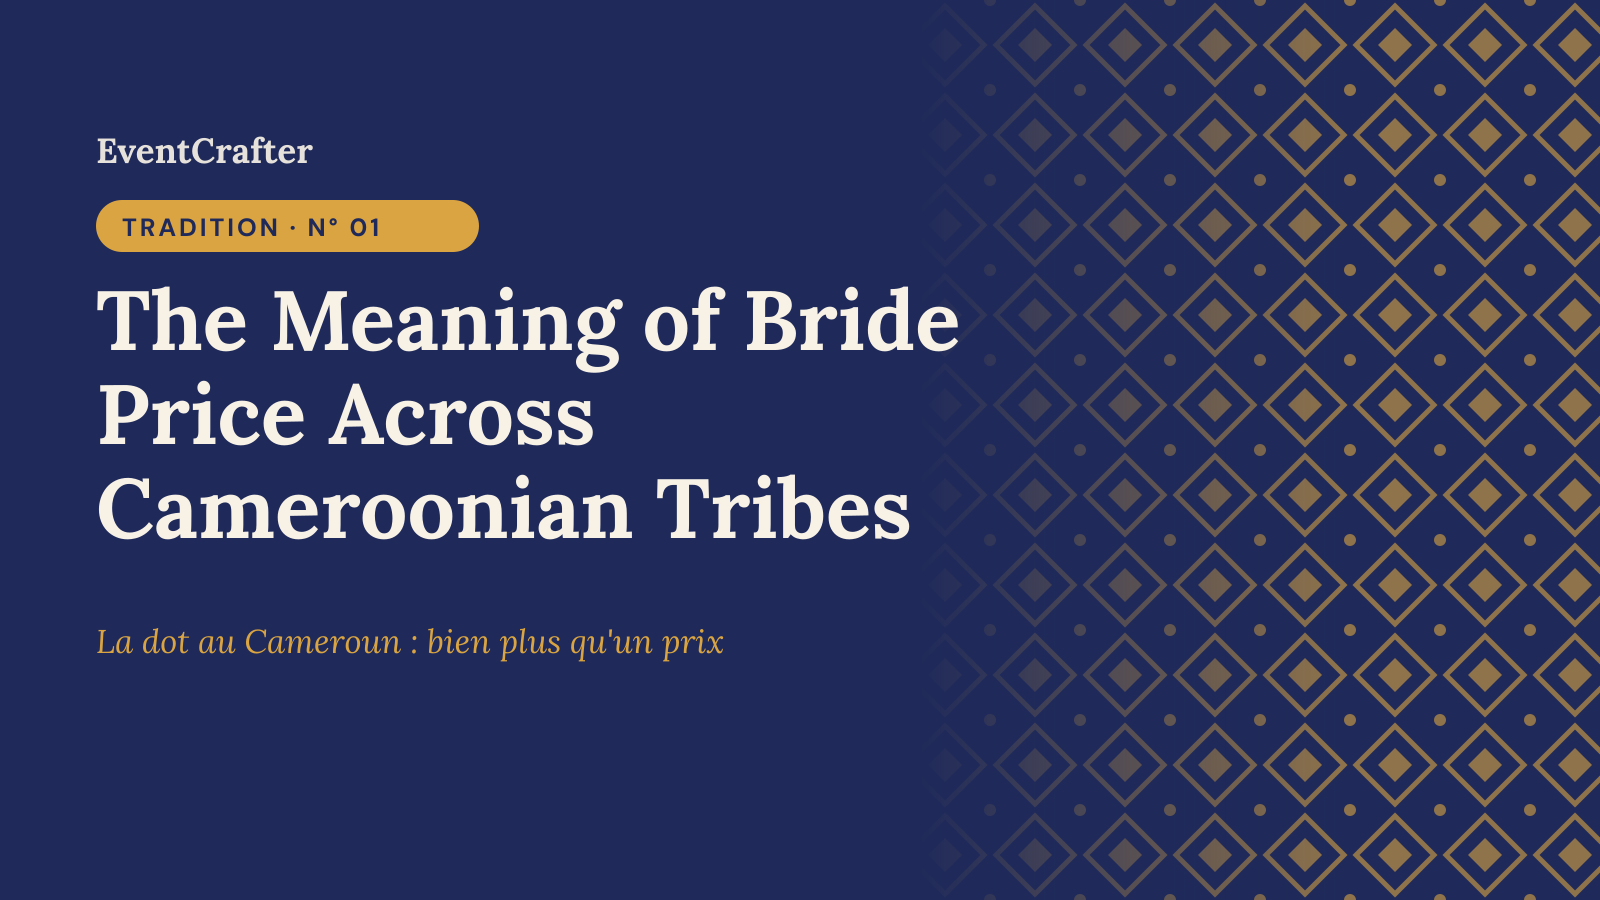 EventCrafter
TRADITION · N° 01
The Meaning of Bride
Price Across
Cameroonian Tribes
La dot au Cameroun : bien plus qu'un prix